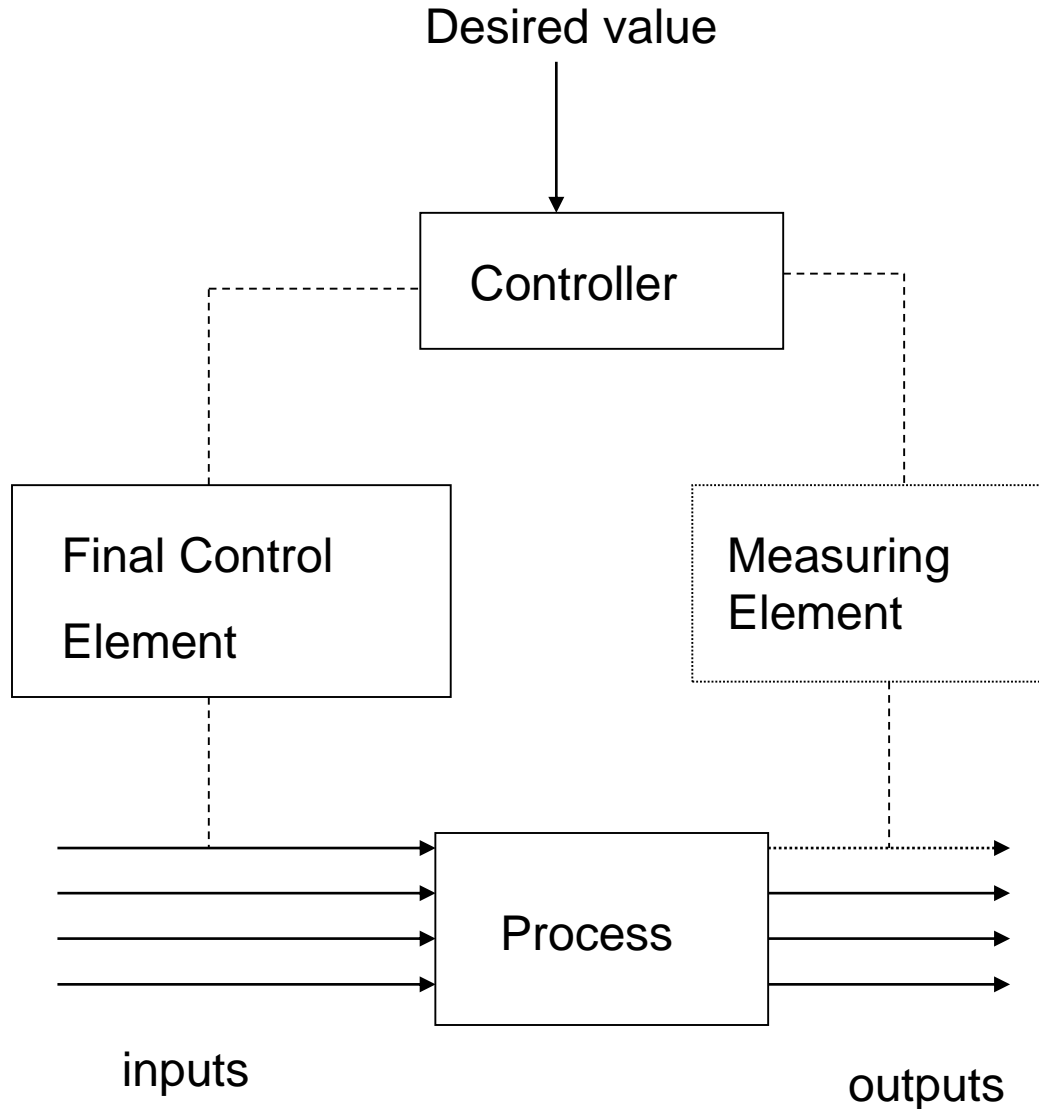 Desired value
Controller
Final Control
Element
Measuring
Element
Process
inputs
outputs